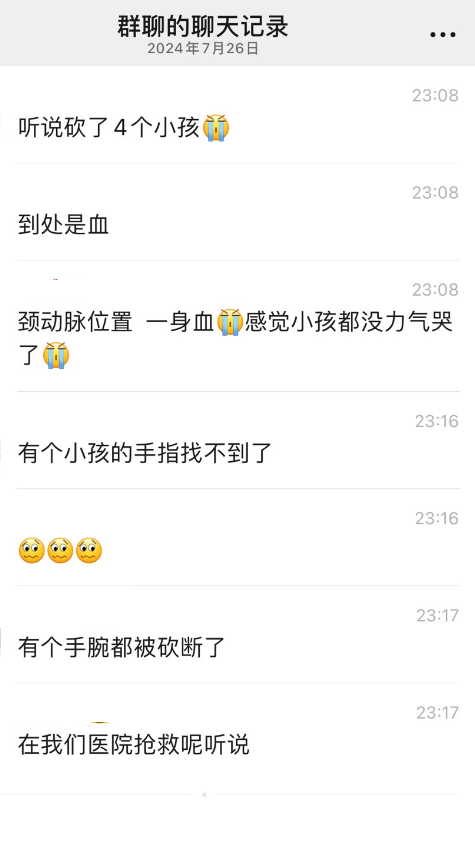 群聊的聊天记录
2024年7月26日
23:08
听说砍了4个小孩😭
23:08
到处是血
23:08
颈动脉位置 一身血😭感觉小孩都没力气哭
了😭
23:16
有个小孩的手指找不到了
23:16
🥺🥺🥺
23:17
有个手腕都被砍断了
23:17
在我们医院抢救呢听说